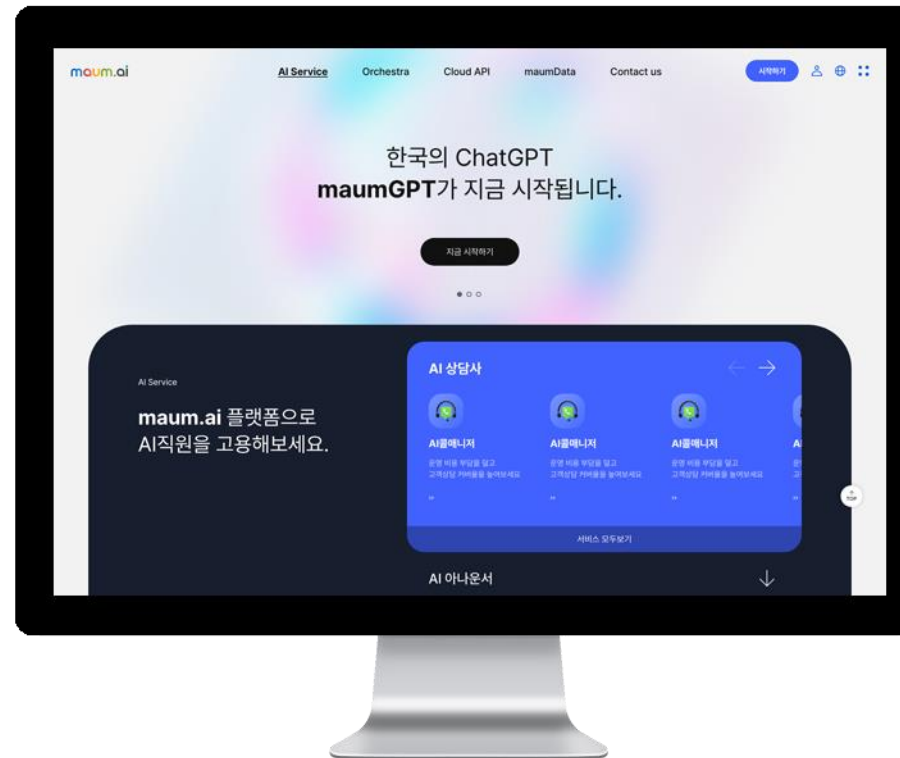 maum.ai
AI Service
Orchestra
Cloud API
maumData
Contact us
시작하기
한국의 ChatGPT
maumGPT가 지금 시작됩니다.
지금 시작하기
AI Service
maum.ai 플랫폼으로
AI직원을 고용해보세요.
AI 상담사
AI콜매니저
운영 비용 부담을 덜고
고객상담 커버율을 높여보세요
AI콜매니저
운영 비용 부담을 덜고
고객상담 커버율을 높여보세요
AI콜매니저
운영 비용 부담을 덜고
고객상담 커버율을 높여보세요
서비스 모두보기
TOP
AI 아나운서